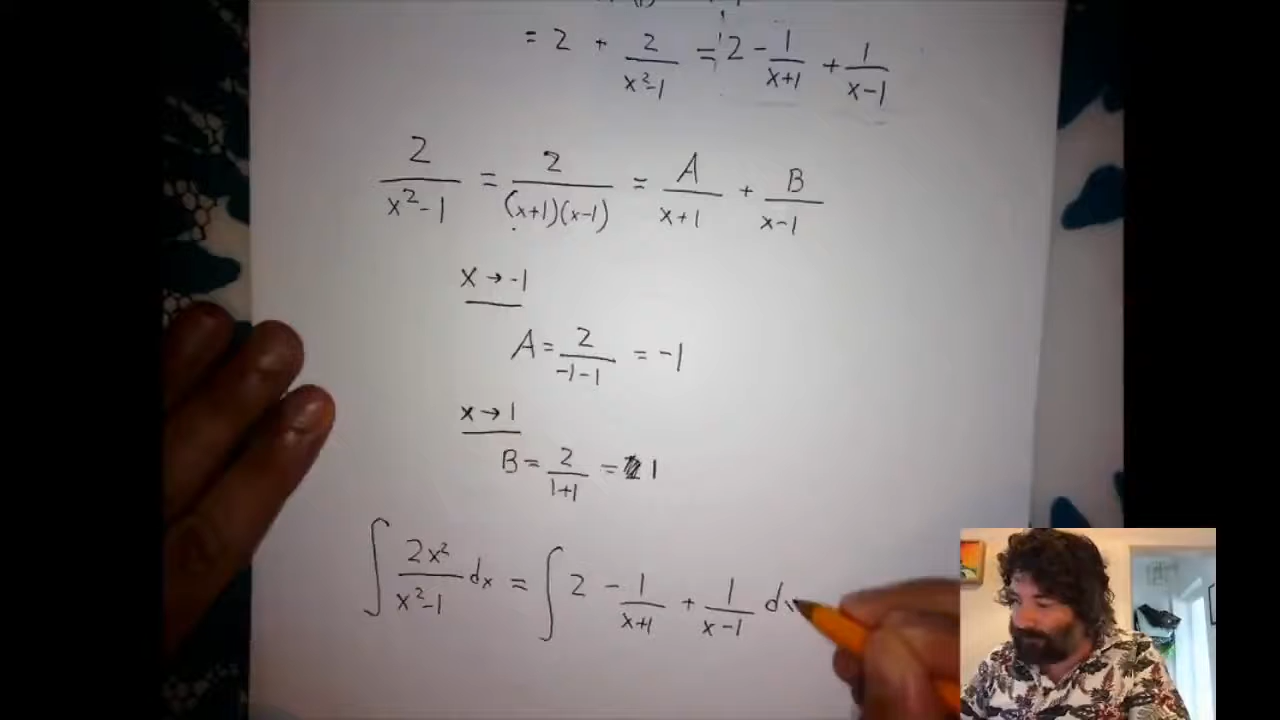 = 2 + 2/(x²-1) = 2 - 1/(x+1) + 1/(x-1)
2/(x²-1) = 2/((x+1)(x-1)) = A/(x+1) + B/(x-1)
x → -1
A = 2/(-1-1) = -1
x → 1
B = 2/(1+1) = 1
∫ 2x²/(x²-1) dx = ∫ 2 - 1/(x+1) + 1/(x-1) dx